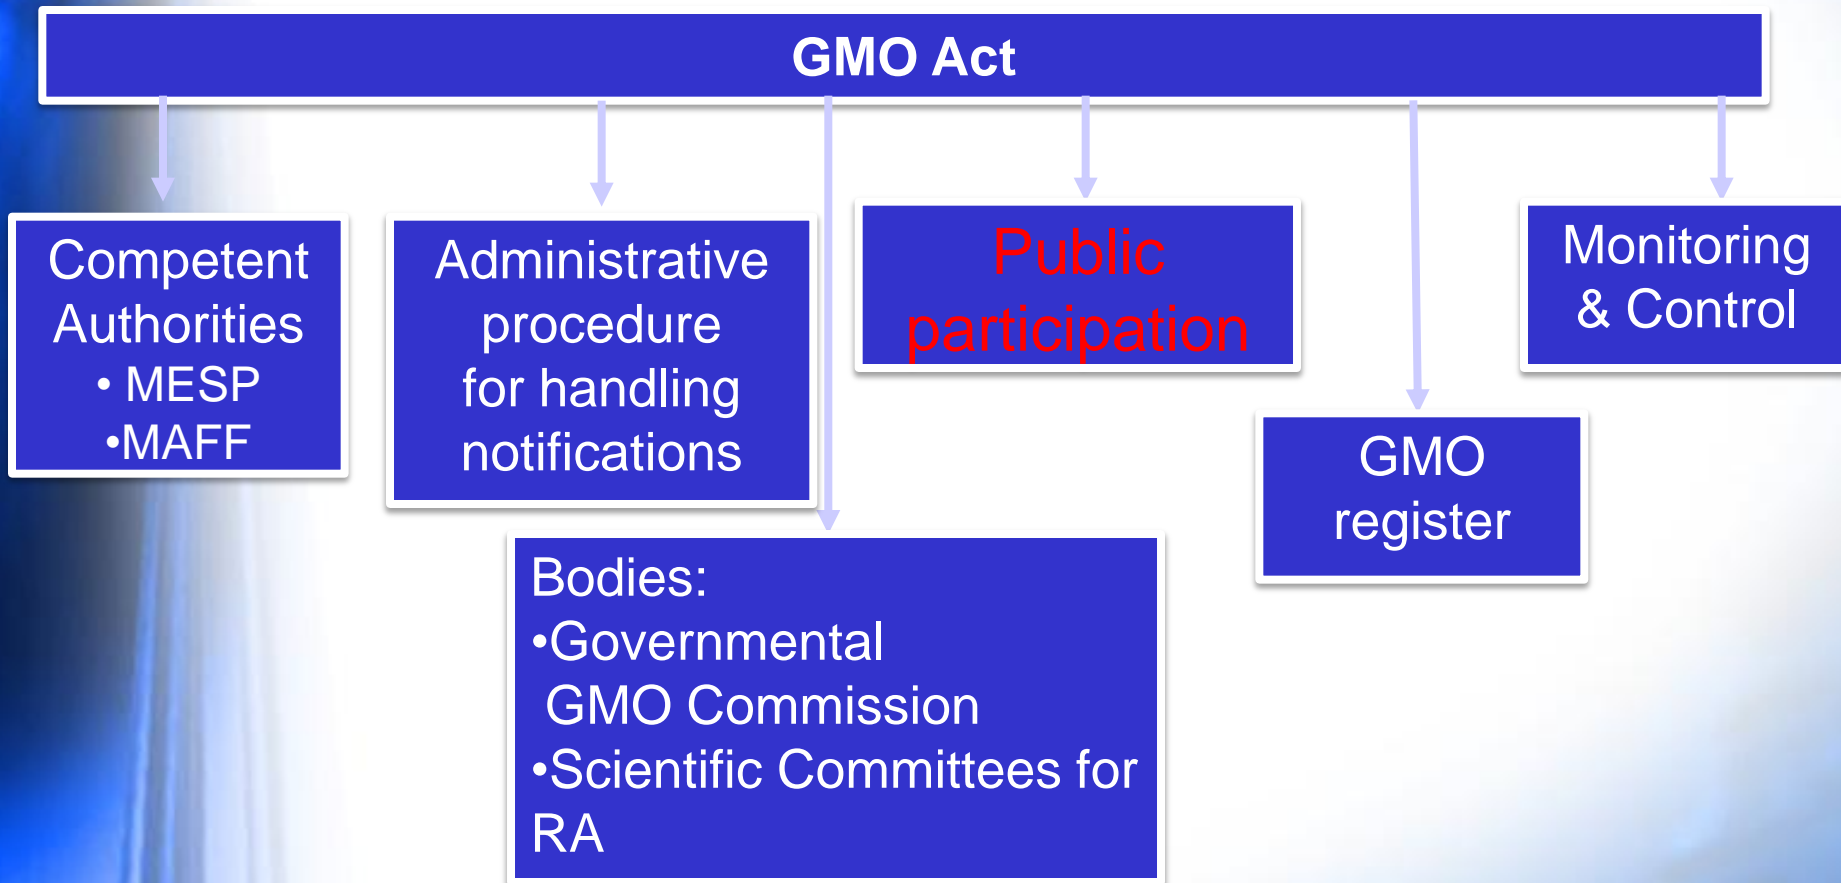 GMO Act
Competent
Authorities
• MESP
•MAFF
Administrative
procedure
for handling
notifications
Public
participation
Monitoring
& Control
GMO
register
Bodies:
•Governmental
GMO Commission
•Scientific Committees for
RA